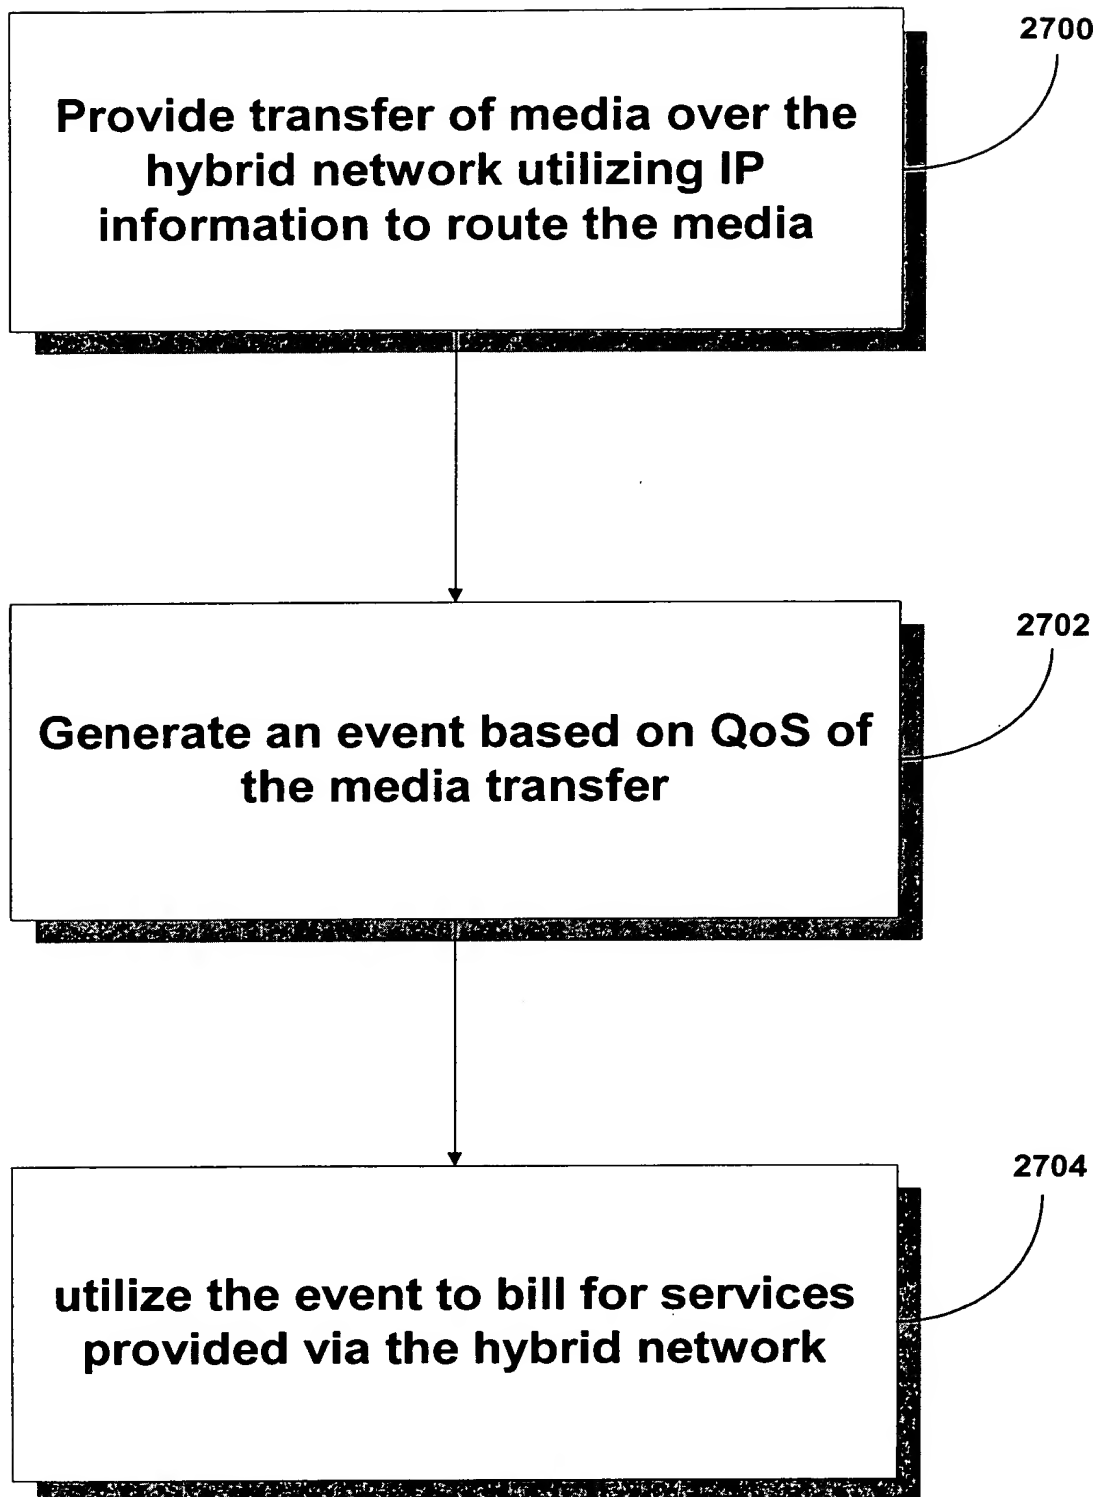 2700
Provide transfer of media over the
hybrid network utilizing IP
information to route the media
2702
Generate an event based on QoS of
the media transfer
2704
utilize the event to bill for services
provided via the hybrid network